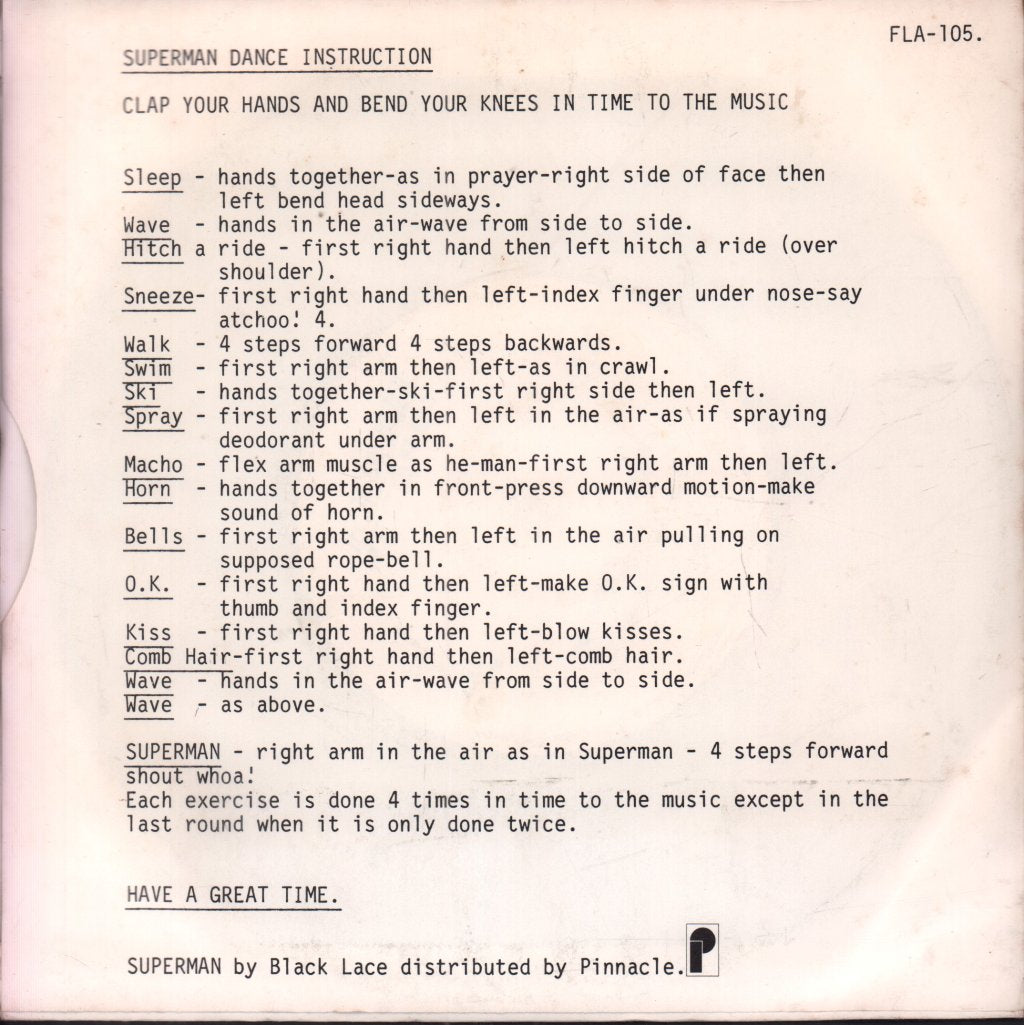 FLA-105.
SUPERMAN DANCE INSTRUCTION
CLAP YOUR HANDS AND BEND YOUR KNEES IN TIME TO THE MUSIC
Sleep - hands together-as in prayer-right side of face then
left bend head sideways.
Wave - hands in the air-wave from side to side.
Hitch a ride - first right hand then left hitch a ride (over
shoulder).
Sneeze- first right hand then left-index finger under nose-say
atchoo! 4.
Walk - 4 steps forward 4 steps backwards.
Swim - first right arm then left-as in crawl.
Ski - hands together-ski-first right side then left.
Spray - first right arm then left in the air-as if spraying
deodorant under arm.
Macho - flex arm muscle as he-man-first right arm then left.
Horn - hands together in front-press downward motion-make
sound of horn.
Bells - first right arm then left in the air pulling on
supposed rope-bell.
O.K. - first right hand then left-make O.K. sign with
thumb and index finger.
Kiss - first right hand then left-blow kisses.
Comb Hair-first right hand then left-comb hair.
Wave - hands in the air-wave from side to side.
Wave - as above.
SUPERMAN - right arm in the air as in Superman - 4 steps forward
shout whoa!
Each exercise is done 4 times in time to the music except in the
last round when it is only done twice.
HAVE A GREAT TIME.
SUPERMAN by Black Lace distributed by Pinnacle.